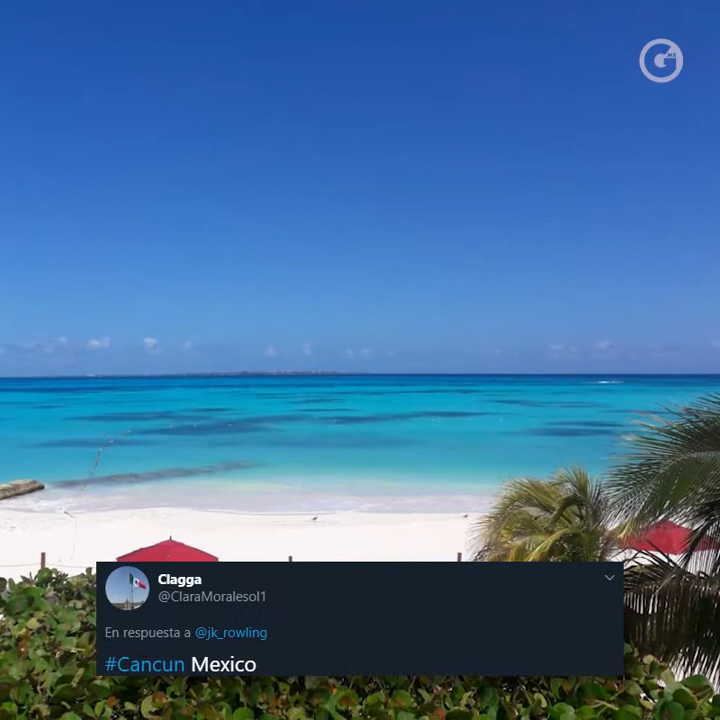 Clagga
@ClaraMoralesol1
En respuesta a @jk_rowling
#Cancun Mexico